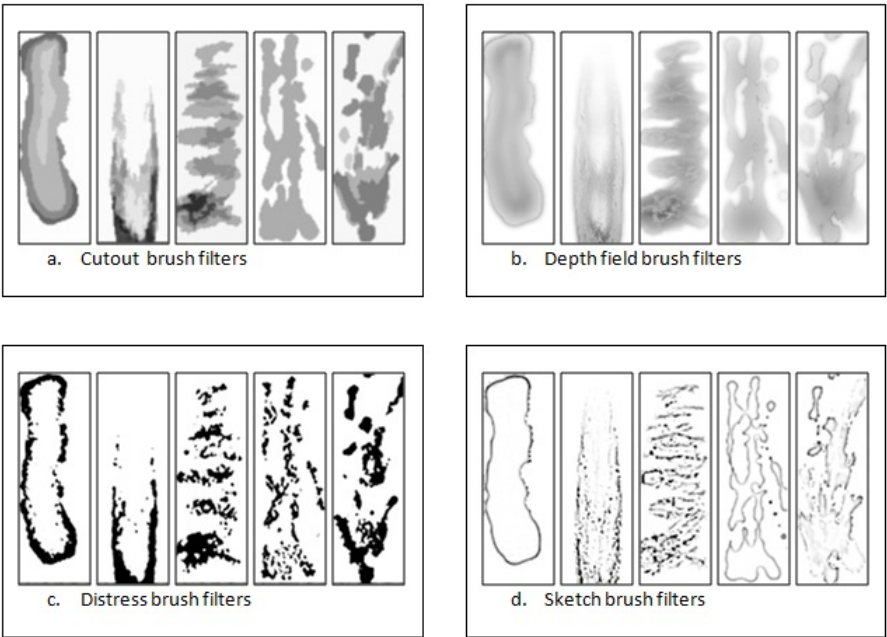 a. Cutout brush filters
b. Depth field brush filters
c. Distress brush filters
d. Sketch brush filters